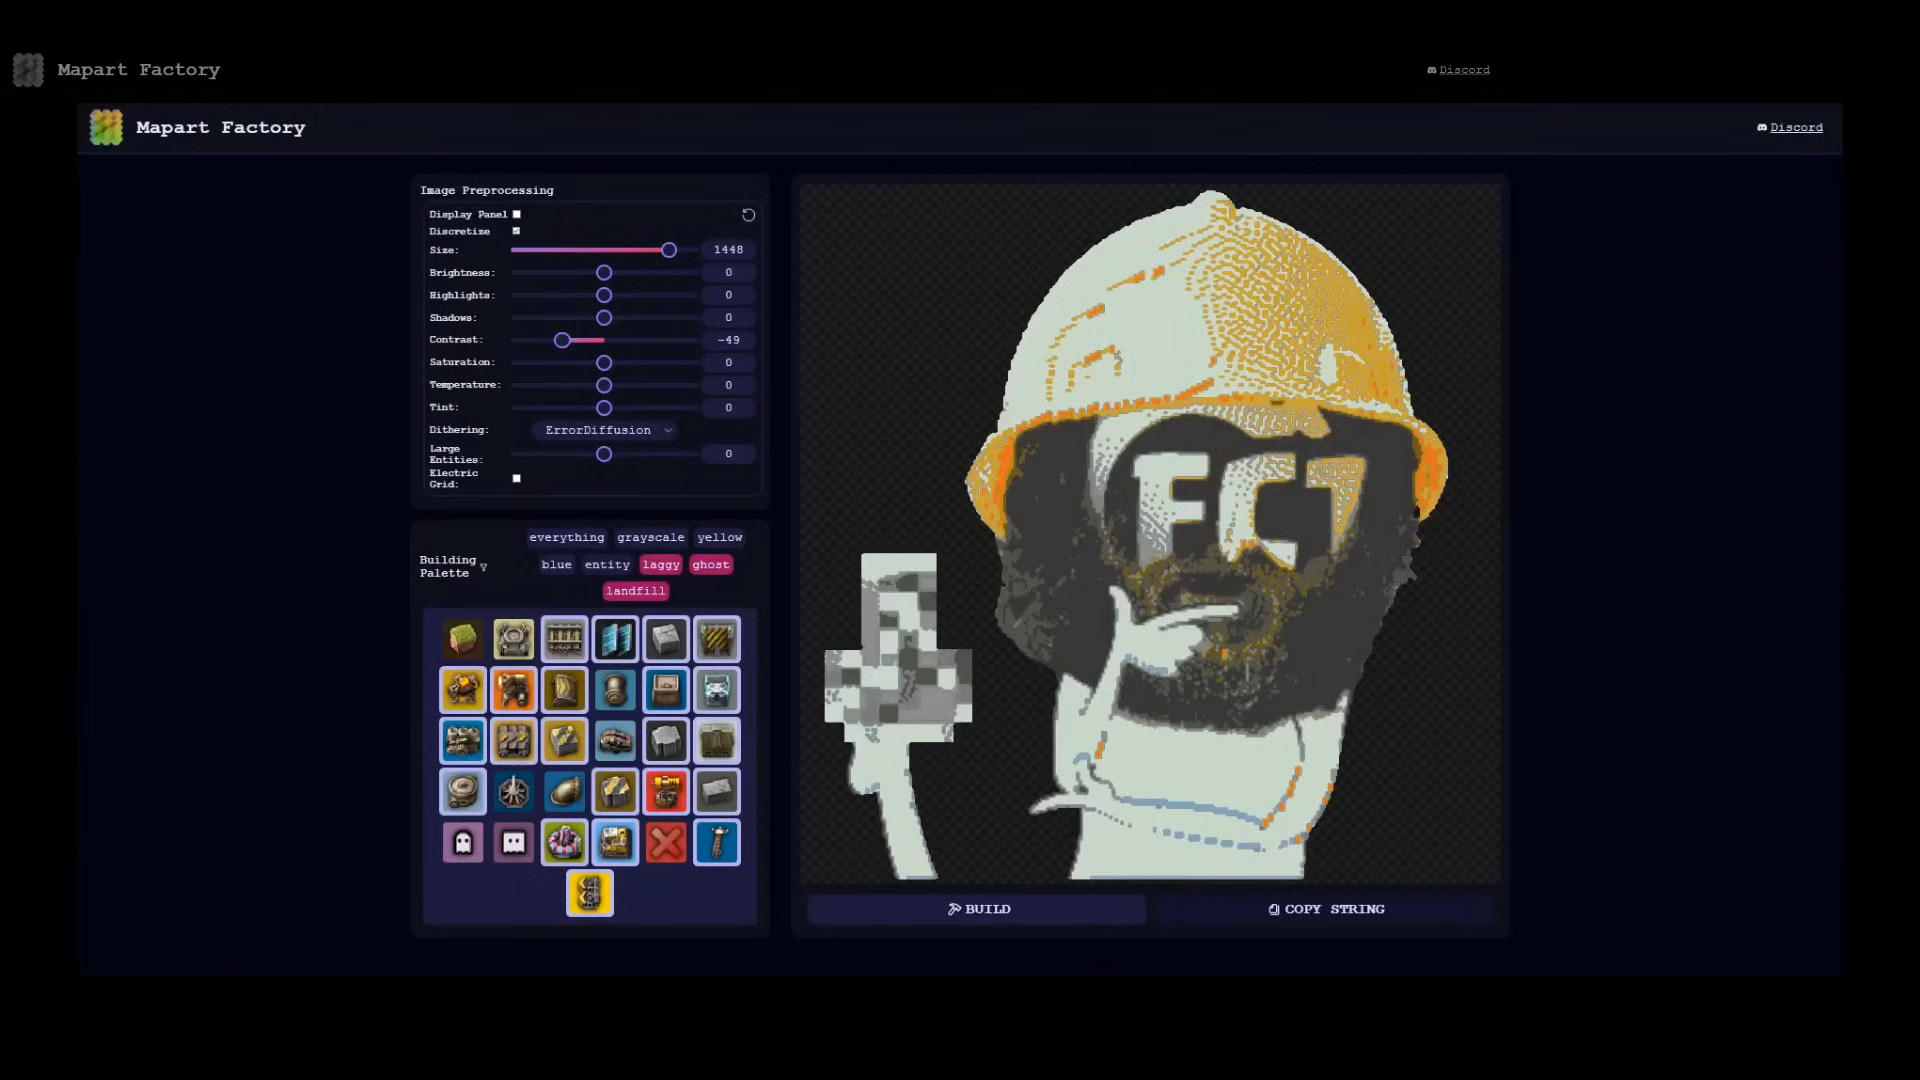 Mapart Factory
Discord
Mapart Factory
Discord
Image Preprocessing
Display Panel
Discretize
Size: 1448
Brightness: 0
Highlights: 0
Shadows: 0
Contrast: -49
Saturation: 0
Temperature: 0
Tint: 0
Dithering: ErrorDiffusion
Large Entities: 0
Electric Grid:
Building Palette
everything grayscale yellow
blue entity laggy ghost
landfill
FC7
BUILD
COPY STRING